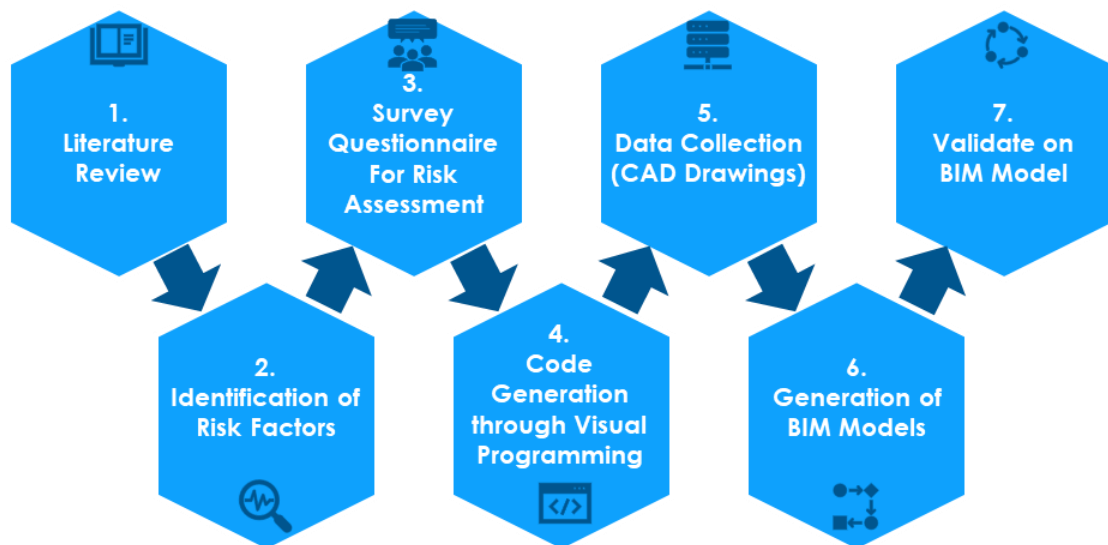 1.
Literature
Review
2.
Identification of
Risk Factors
3.
Survey
Questionnaire
For Risk
Assessment
4.
Code
Generation
through Visual
Programming
</>
5.
Data Collection
(CAD Drawings)
6.
Generation of
BIM Models
7.
Validate on
BIM Model